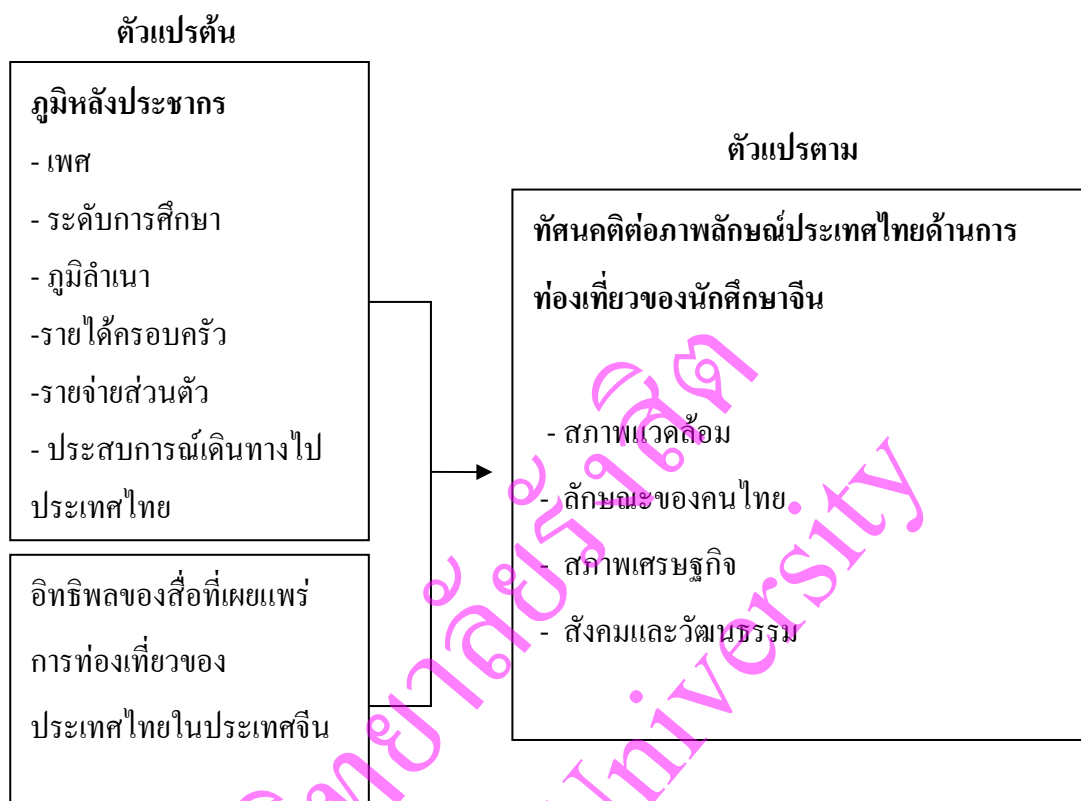 ตัวแปรต้น
ภูมิหลังประชากร
- เพศ
- ระดับการศึกษา
- ภูมิลำเนา
-รายได้ครอบครัว
-รายจ่ายส่วนตัว
- ประสบการณ์เดินทางไป
ประเทศไทย
อิทธิพลของสื่อที่เผยแพร่
การท่องเที่ยวของ
ประเทศไทยในประเทศจีน
ตัวแปรตาม
ทัศนคติต่อภาพลักษณ์ประเทศไทยด้านการ
ท่องเที่ยวของนักศึกษาจีน
- สภาพแวดล้อม
- ลักษณะของคนไทย
- สภาพเศรษฐกิจ
- สังคมและวัฒนธรรม
วิทยาลัยรังสิต
University